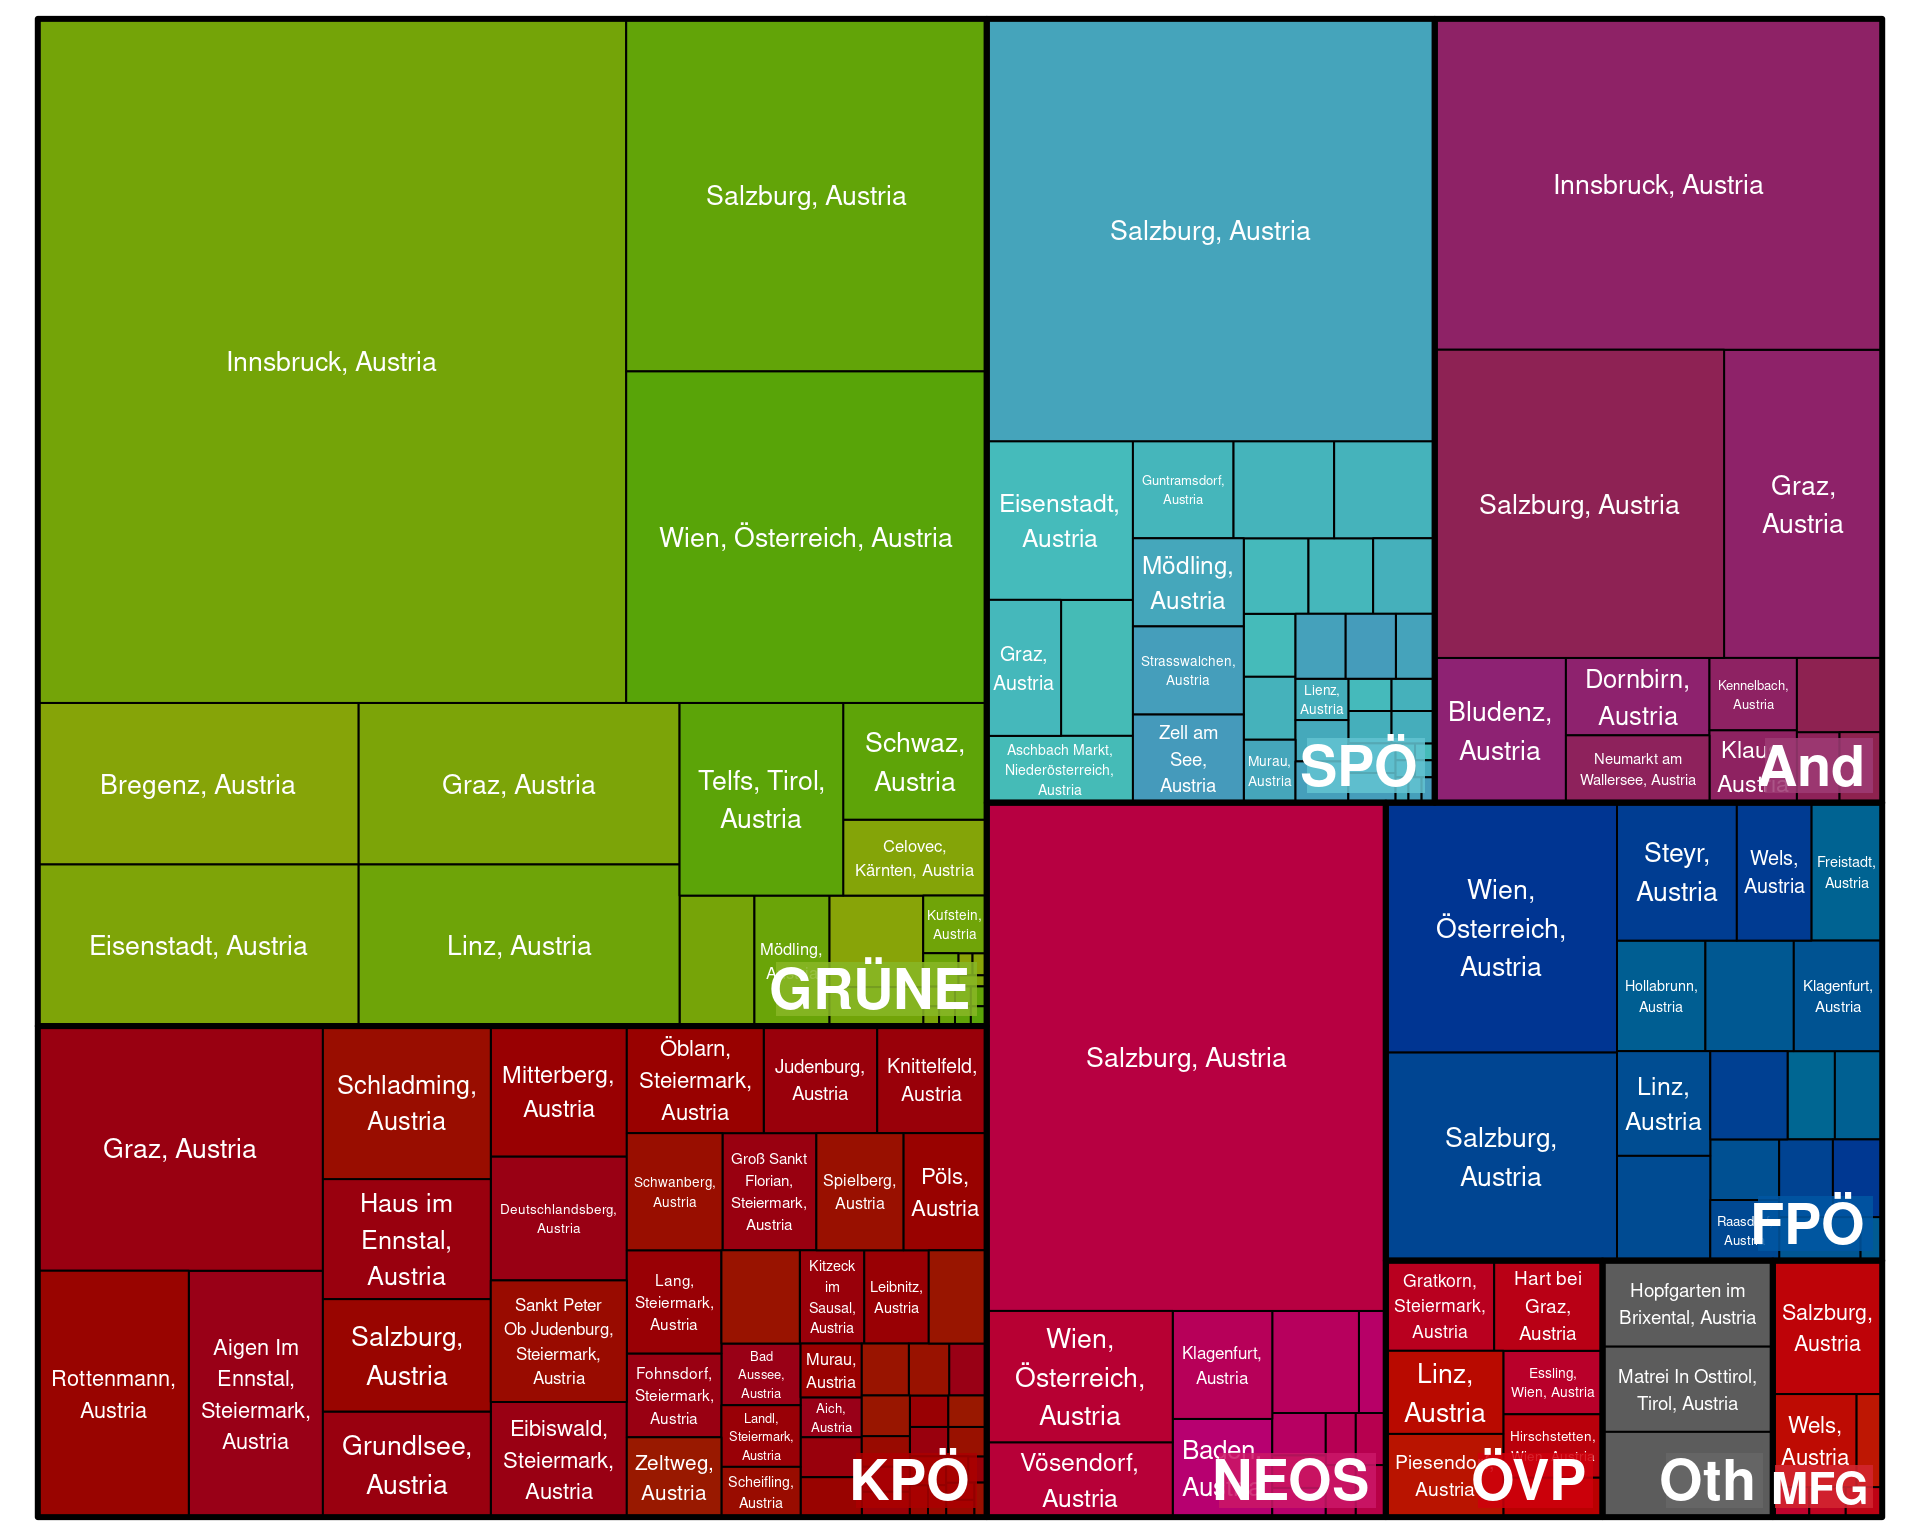 Innsbruck, Austria
Salzburg, Austria
Wien, Österreich, Austria
Bregenz, Austria
Graz, Austria
Eisenstadt, Austria
Linz, Austria
Telfs, Tirol,
Austria
Schwaz,
Austria
Celovec,
Kärnten, Austria
Mödling,
Kufstein,
Austria
GRÜNE
Salzburg, Austria
Eisenstadt,
Austria
Graz,
Austria
Aschbach Markt,
Niederösterreich,
Austria
Guntramsdorf,
Austria
Mödling,
Austria
Strasswalchen,
Austria
Zell am
See,
Austria
Murau,
Austria
Lienz,
Austria
SPÖ
Innsbruck, Austria
Salzburg, Austria
Graz,
Austria
Bludenz,
Austria
Dornbirn,
Austria
Neumarkt am
Wallersee, Austria
Kennelbach,
Austria
Klau
Aust
And
Graz, Austria
Rottenmann,
Austria
Aigen Im
Ennstal,
Steiermark,
Austria
Schladming,
Austria
Haus im
Ennstal,
Austria
Salzburg,
Austria
Grundlsee,
Austria
Mitterberg,
Austria
Deutschlandsberg,
Austria
Sankt Peter
Ob Judenburg,
Steiermark,
Austria
Eibiswald,
Steiermark,
Austria
Öblarn,
Steiermark,
Austria
Judenburg,
Austria
Knittelfeld,
Austria
Schwanberg,
Austria
Groß Sankt
Florian,
Steiermark,
Austria
Spielberg,
Austria
Pöls,
Austria
Lang,
Steiermark,
Austria
Fohnsdorf,
Steiermark,
Austria
Zeltweg,
Austria
Kitzeck
im
Sausal,
Austria
Leibnitz,
Austria
Bad
Aussee,
Austria
Landl,
Steiermark,
Austria
Scheifling,
Austria
Murau,
Austria
Aich,
Austria
KPÖ
Salzburg, Austria
Wien,
Österreich,
Austria
Vösendorf,
Austria
Klagenfurt,
Austria
Baden,
NEOS
Wien,
Österreich,
Austria
Salzburg,
Austria
Steyr,
Austria
Wels,
Austria
Freistadt,
Austria
Hollabrunn,
Austria
Klagenfurt,
Austria
Linz,
Austria
Raasd
Austr
FPÖ
Gratkorn,
Steiermark,
Austria
Hart bei
Graz,
Austria
Linz,
Austria
Essling,
Wien, Austria
Hirschstetten,
Wien, Austria
Piesendo
Austria
ÖVP
Hopfgarten im
Brixental, Austria
Matrei In Osttirol,
Tirol, Austria
Oth
Salzburg,
Austria
Wels,
Austria
MFG